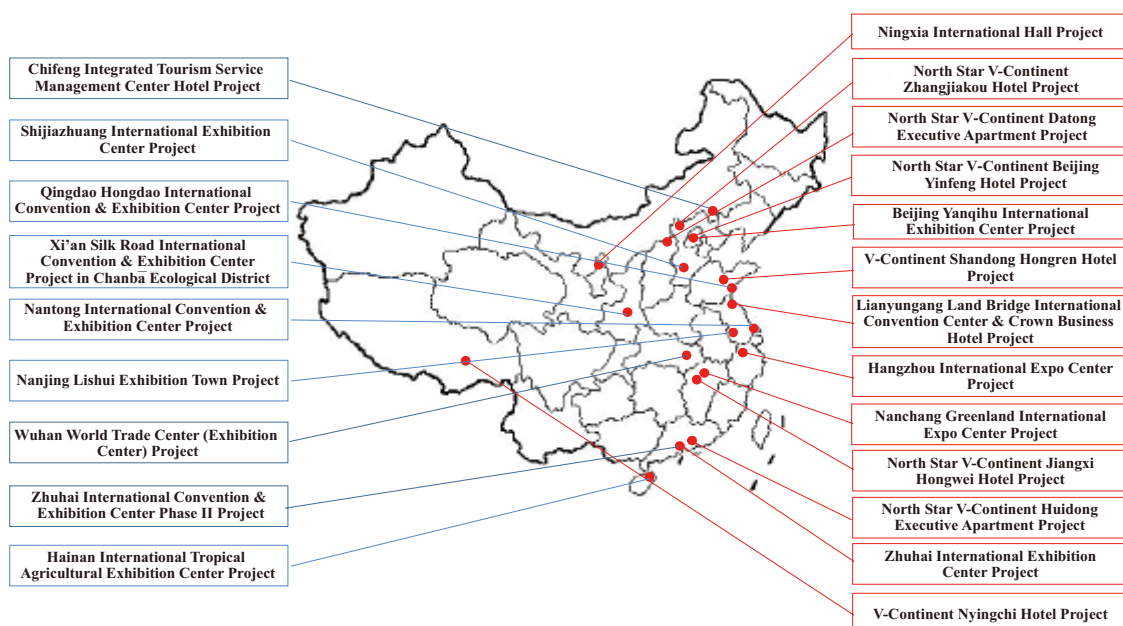 Chifeng Integrated Tourism Service
Management Center Hotel Project
Shijiazhuang International Exhibition
Center Project
Qingdao Hongdao International
Convention & Exhibition Center Project
Xi’an Silk Road International
Convention & Exhibition Center
Project in Chanba Ecological District
Nantong International Convention
& Exhibition Center Project
Nanjing Lishui Exhibition Town Project
Wuhan World Trade Center (Exhibition
Center) Project
Zhuhai International Convention &
Exhibition Center Phase II Project
Hainan International Tropical
Agricultural Exhibition Center Project
Ningxia International Hall Project
North Star V-Continent
Zhangjiakou Hotel Project
North Star V-Continent Datong
Executive Apartment Project
North Star V-Continent Beijing
Yinfeng Hotel Project
Beijing Yanqihu International
Exhibition Center Project
V-Continent Shandong Hongren Hotel
Project
Lianyungang Land Bridge International
Convention Center & Crown Business
Hotel Project
Hangzhou International Expo Center
Project
Nanchang Greenland International
Expo Center Project
North Star V-Continent Jiangxi
Hongwei Hotel Project
North Star V-Continent Huidong
Executive Apartment Project
Zhuhai International Exhibition
Center Project
V-Continent Nyingchi Hotel Project